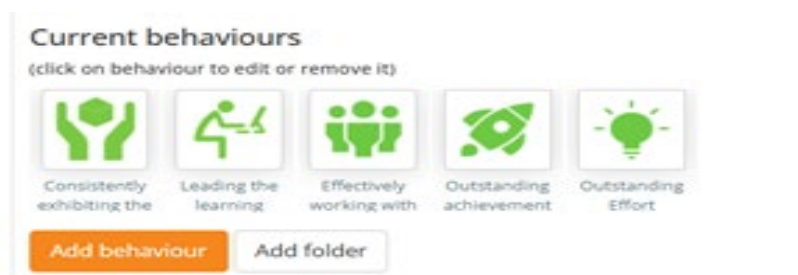 Current behaviours
(click on behaviour to edit or remove it)
Consistently exhibiting the
Leading the learning
Effectively working with
Outstanding achievement
Outstanding Effort
Add behaviour
Add folder